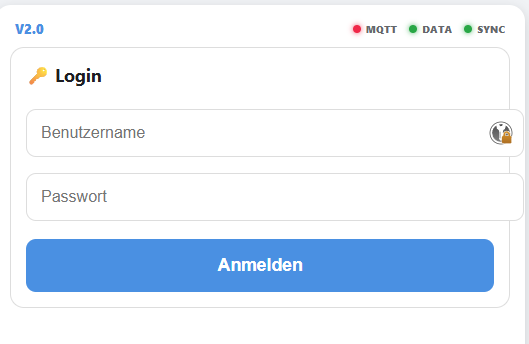 V2.0 MQTT DATA SYNC
🔑 Login
Benutzername
Passwort
Anmelden